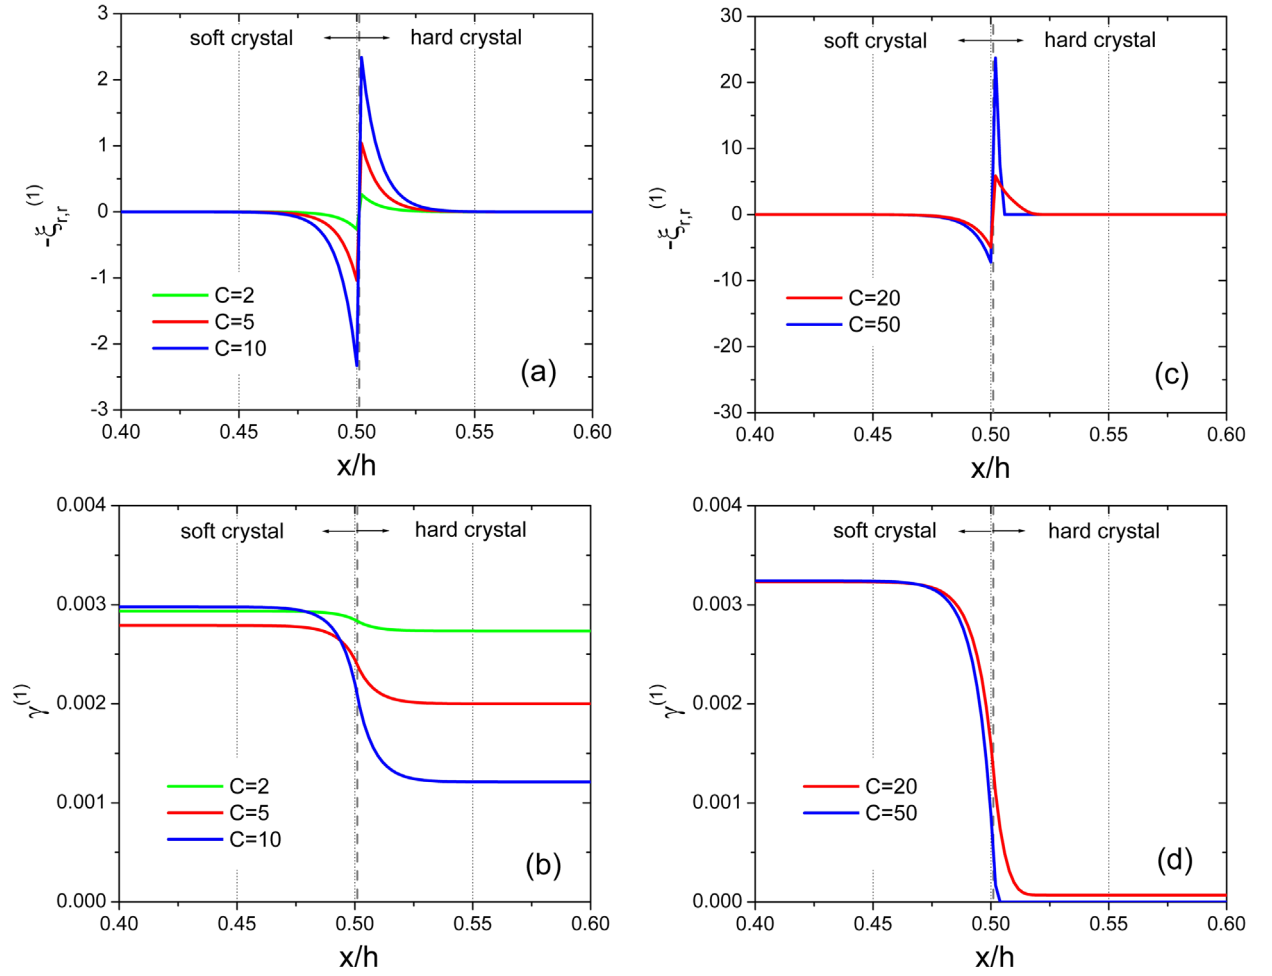 3
2
1
0
-1
-2
-3
-ξr,r(1)
soft crystal
hard crystal
C=2
C=5
C=10
(a)
0.40
0.45
0.50
0.55
0.60
x/h
30
20
10
0
-10
-20
-30
-ξr,r(1)
soft crystal
hard crystal
C=20
C=50
(c)
0.40
0.45
0.50
0.55
0.60
x/h
0.004
0.003
0.002
0.001
0.000
γ(1)
soft crystal
hard crystal
C=2
C=5
C=10
(b)
0.40
0.45
0.50
0.55
0.60
x/h
0.004
0.003
0.002
0.001
0.000
γ(1)
soft crystal
hard crystal
C=20
C=50
(d)
0.40
0.45
0.50
0.55
0.60
x/h